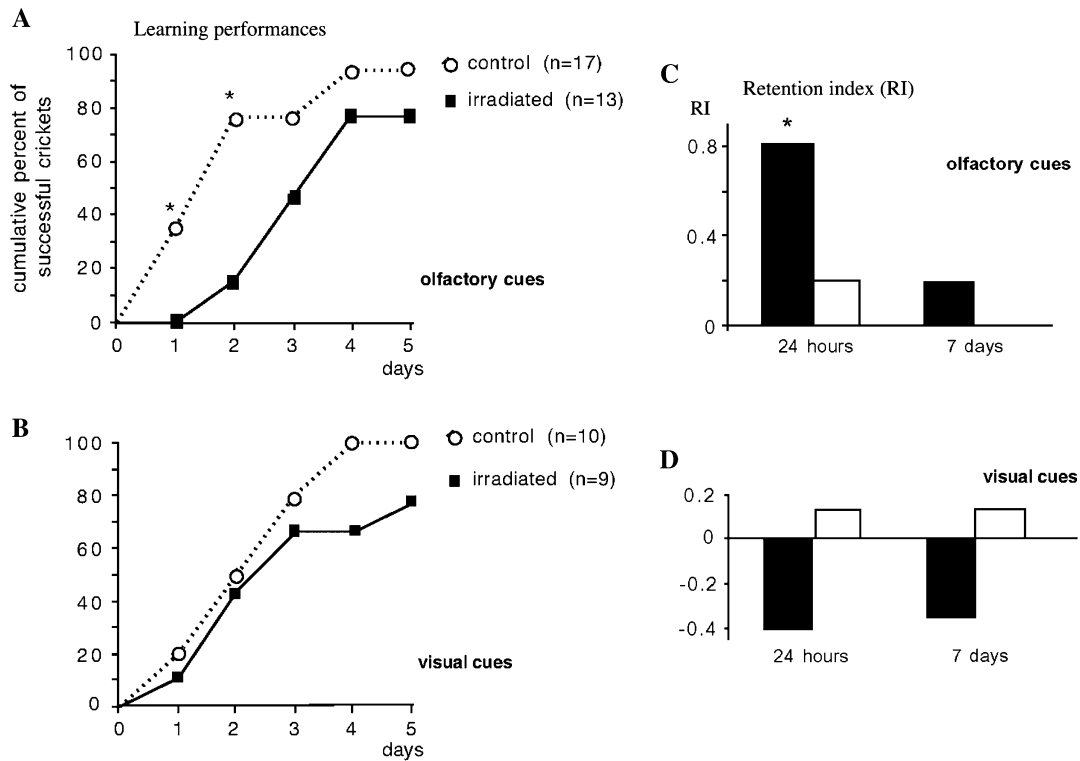 A
Learning performances
100
80
60
40
20
0
cumulative percent of
successful crickets
control (n=17)
irradiated (n=13)
*
*
olfactory cues
0 1 2 3 4 5
days
B
100
80
60
40
20
0
control (n=10)
irradiated (n=9)
visual cues
0 1 2 3 4 5
days
C
Retention index (RI)
RI
*
olfactory cues
0.8
0.4
0
24 hours 7 days
D
visual cues
0.2
0
-0.2
-0.4
24 hours 7 days